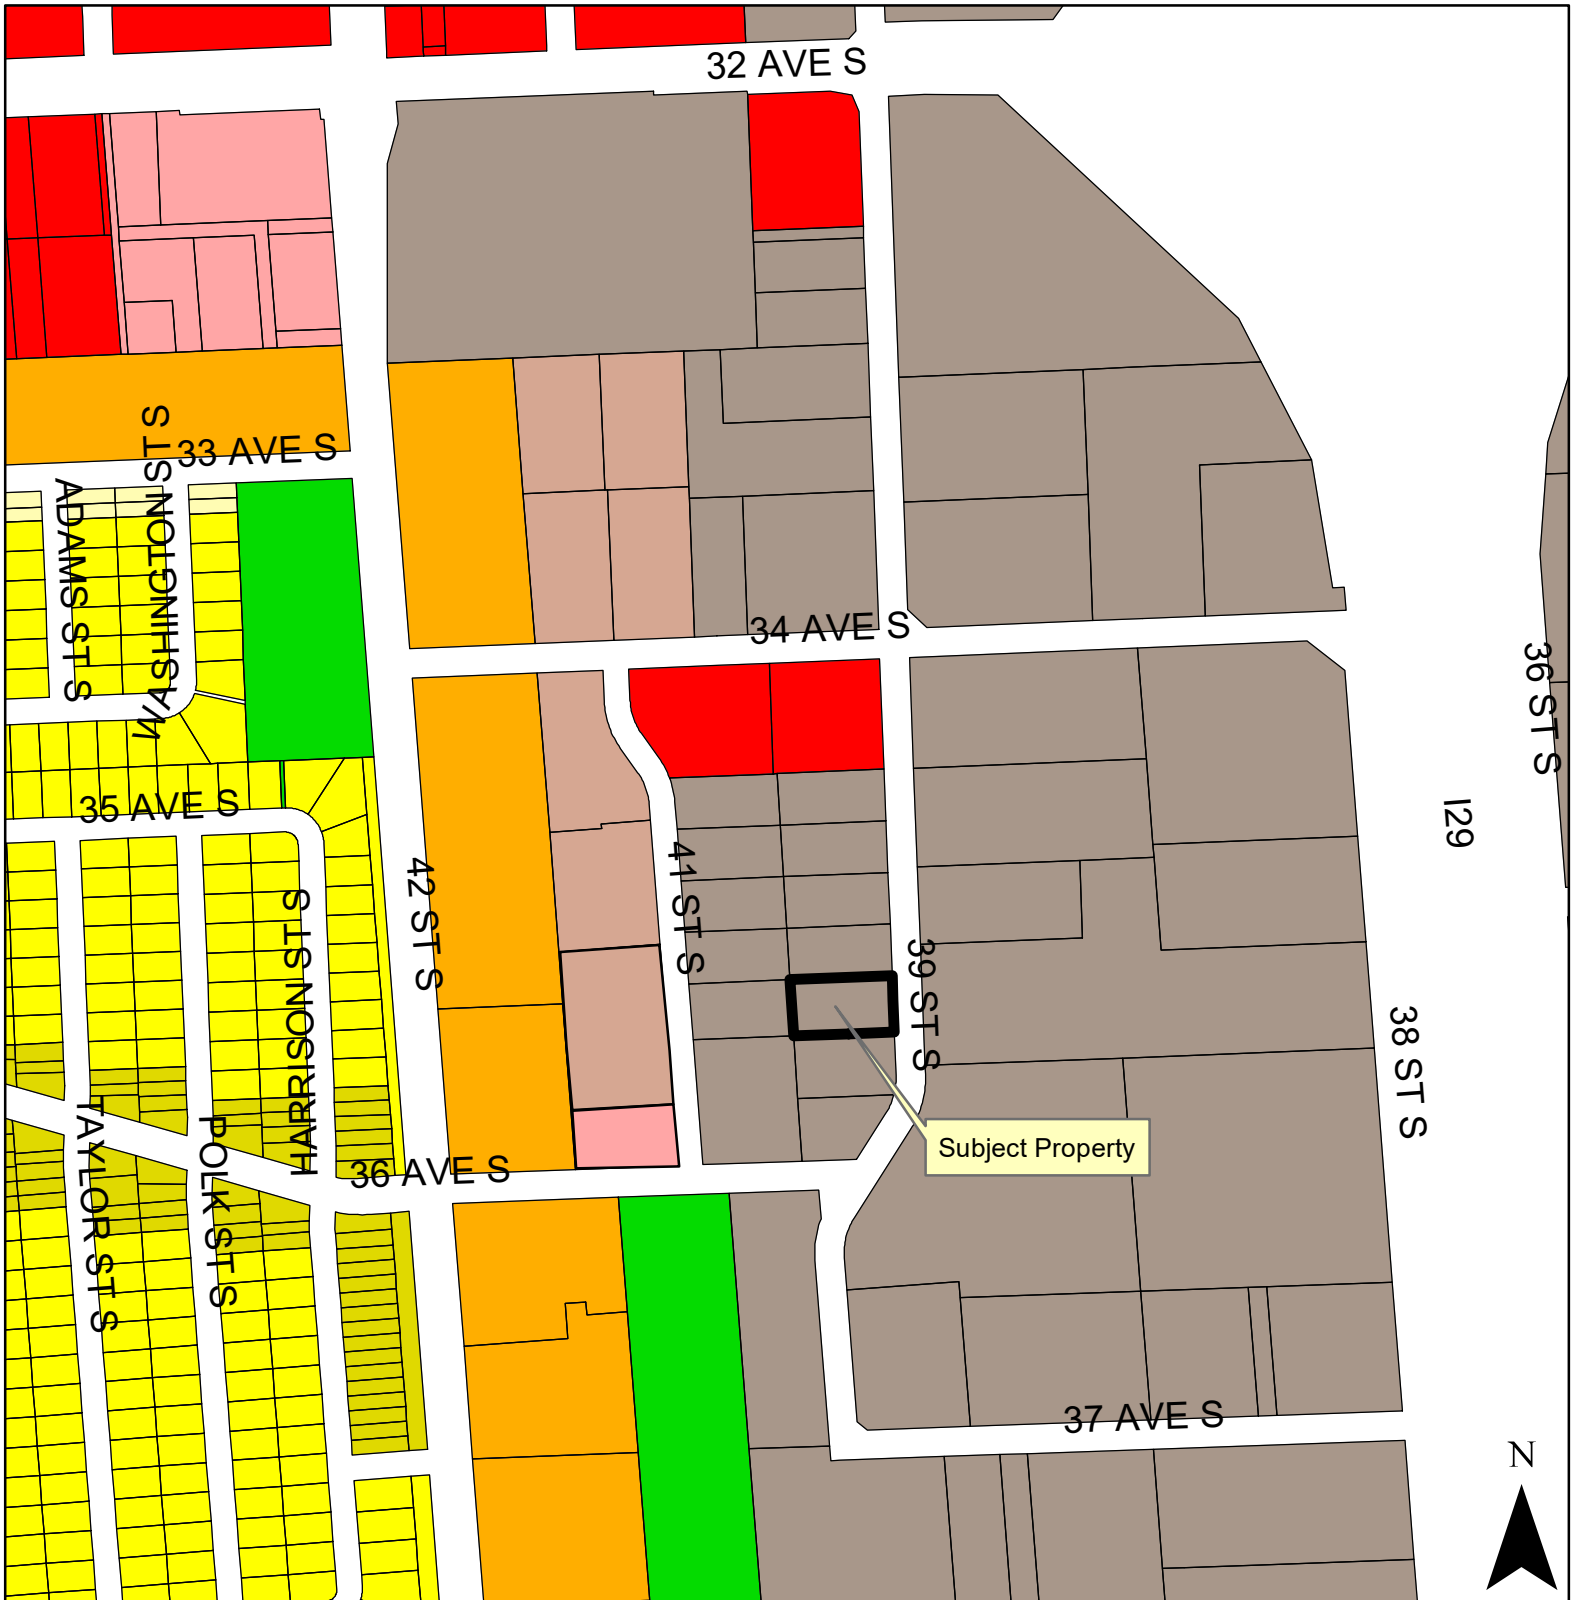 32 AVE S
33 AVE S
WASHINGTON ST S
ADAMS ST S
34 AVE S
36 ST S
35 AVE S
I29
42 ST S
41 ST S
HARRISON ST S
39 ST S
38 ST S
Subject Property
TAYLOR ST S
POLK ST S
36 AVE S
37 AVE S
N